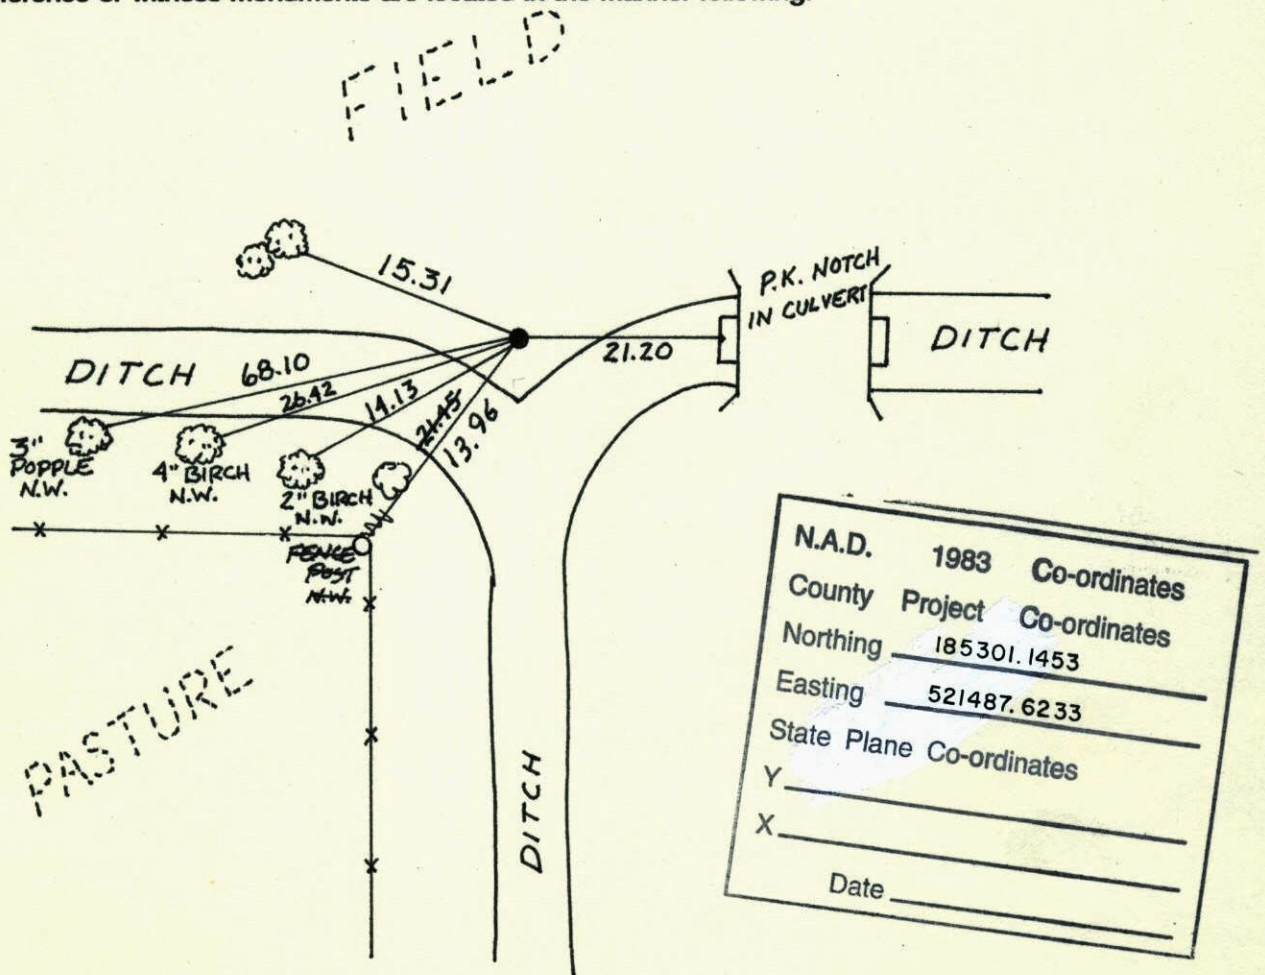 FIELD
15.31
P.K. NOTCH
IN CULVERT
DITCH
68.10
26.42
14.13
21.45
13.96
21.20
DITCH
3"
POPPLE
N.W.
4" BIRCH
N.W.
2" BIRCH
N.W.
FENCE
POST
N.W.
PASTURE
DITCH
N.A.D. 1983 Co-ordinates
County Project Co-ordinates
Northing 185301.1453
Easting 521487.6233
State Plane Co-ordinates
Y
X
Date